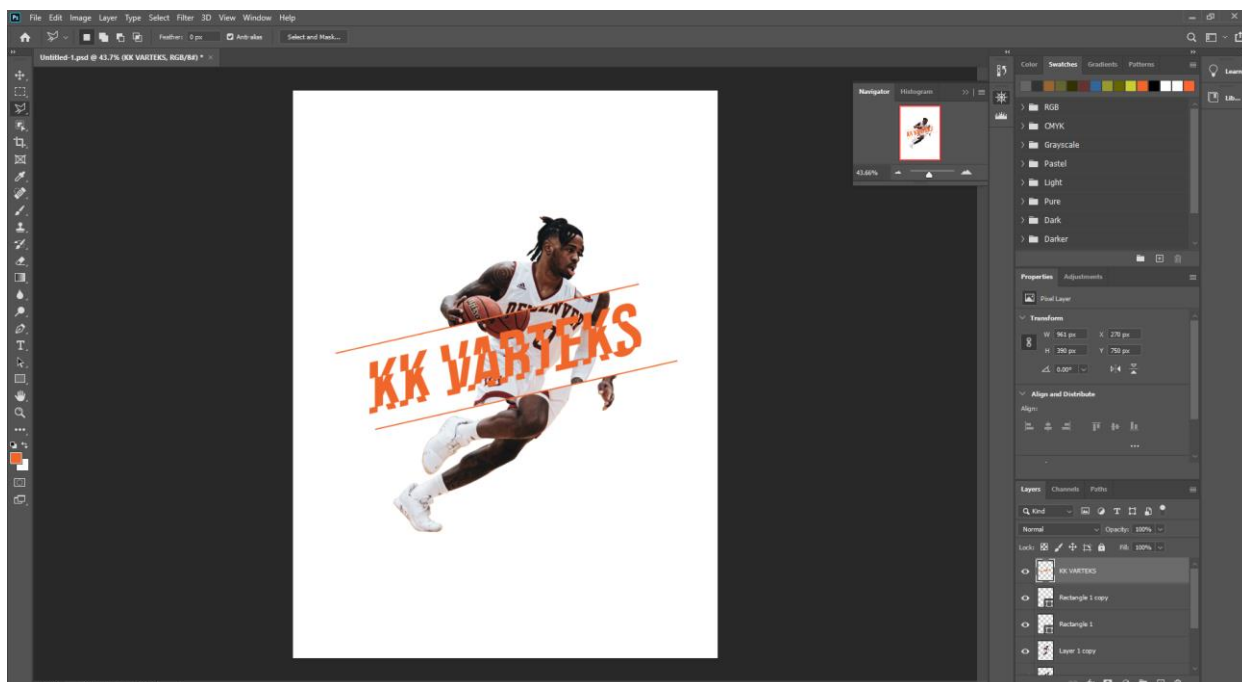 Ps File Edit Image Layer Type Select Filter 3D View Window Help
Feather: 0 px Anti-alias Select and Mask...
Untitled-1.psd @ 43.7% (KK VARTEKS, RGB/8#) * ×
Navigator Histogram
43.66%
Color Swatches Gradients Patterns
RGB
CMYK
Grayscale
Pastel
Light
Pure
Dark
Darker
Learn
Lib...
Properties Adjustments
Pixel Layer
Transform
W 961 px X 270 px
H 390 px Y 750 px
0.00°
Align and Distribute
Align:
Layers Channels Paths
Kind
Normal Opacity: 100%
Lock: Fill: 100%
KK VARTEKS
Rectangle 1 copy
Rectangle 1
Layer 1 copy
KK VARTEKS